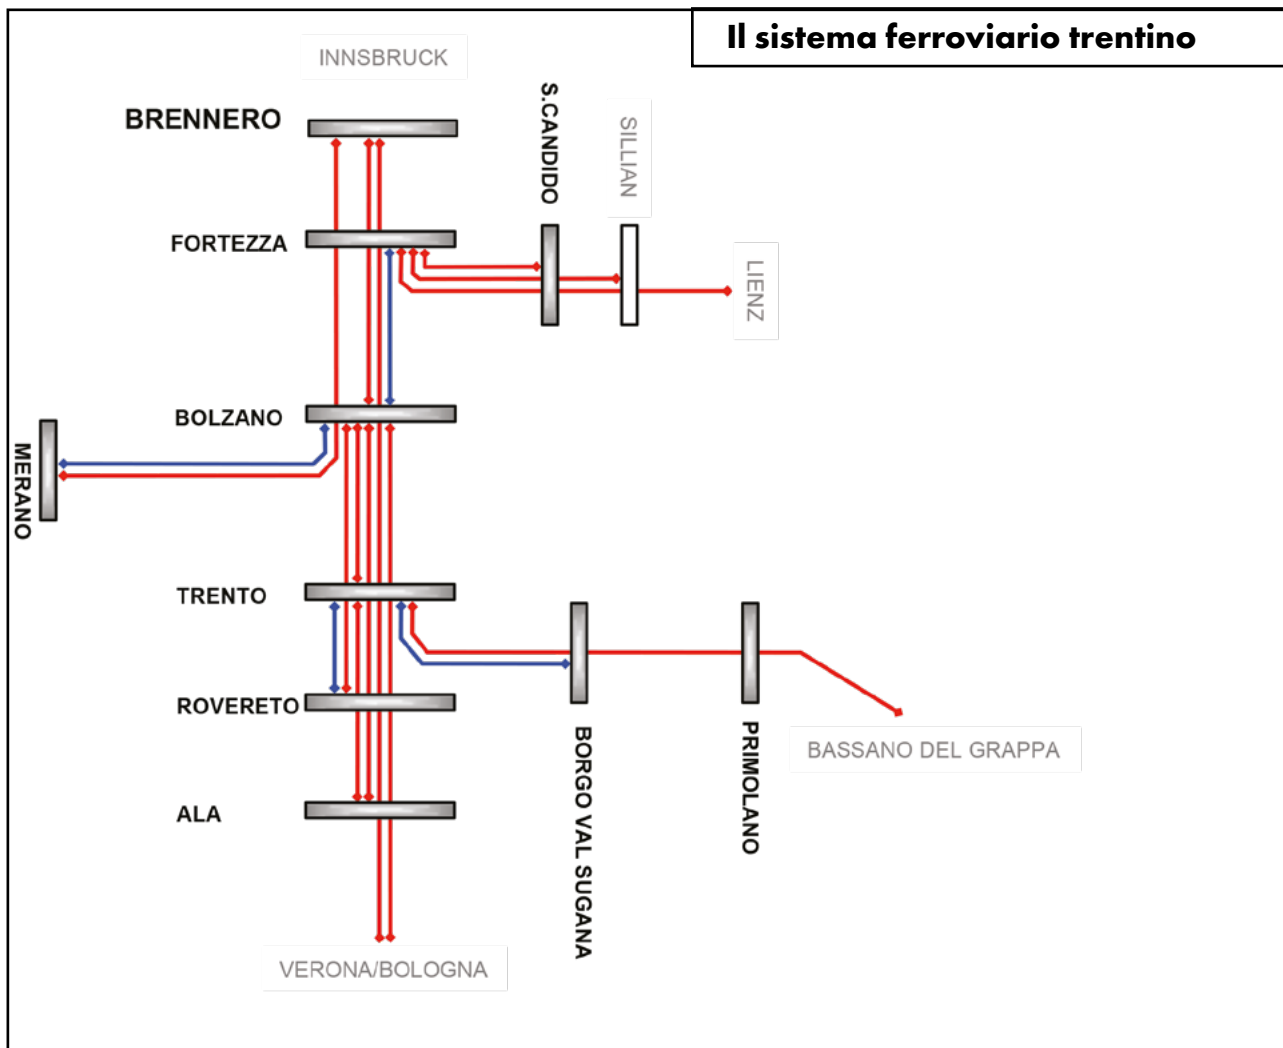 Il sistema ferroviario trentino
INNSBRUCK
BRENNERO
S.CANDIDO
SILLIAN
FORTEZZA
LIENZ
BOLZANO
MERANO
TRENTO
ROVERETO
BORGO VAL SUGANA
PRIMOLANO
BASSANO DEL GRAPPA
ALA
VERONA/BOLOGNA